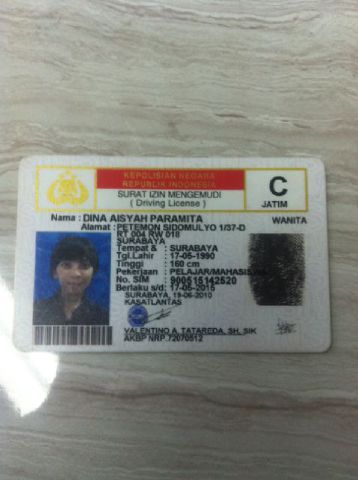 KEPOLISIAN NEGARA
REPUBLIK INDONESIA
SURAT IZIN MENGEMUDI
( Driving License )
C
JATIM
Nama : DINA AISYAH PARAMITA
WANITA
Alamat : PETEMON SIDOMULYO 1/37-D
RT 004 RW 018
SURABAYA
Tempat & : SURABAYA
Tgl.Lahir : 17-05-1990
Tinggi : 160 cm
Pekerjaan : PELAJAR/MAHASISWA
No. SIM : 900515142520
Berlaku s/d: 17-05-2015
SURABAYA, 19-06-2010
KASATLANTAS
VALENTINO A. TATAREDA, SH, SIK
AKBP NRP.72070512